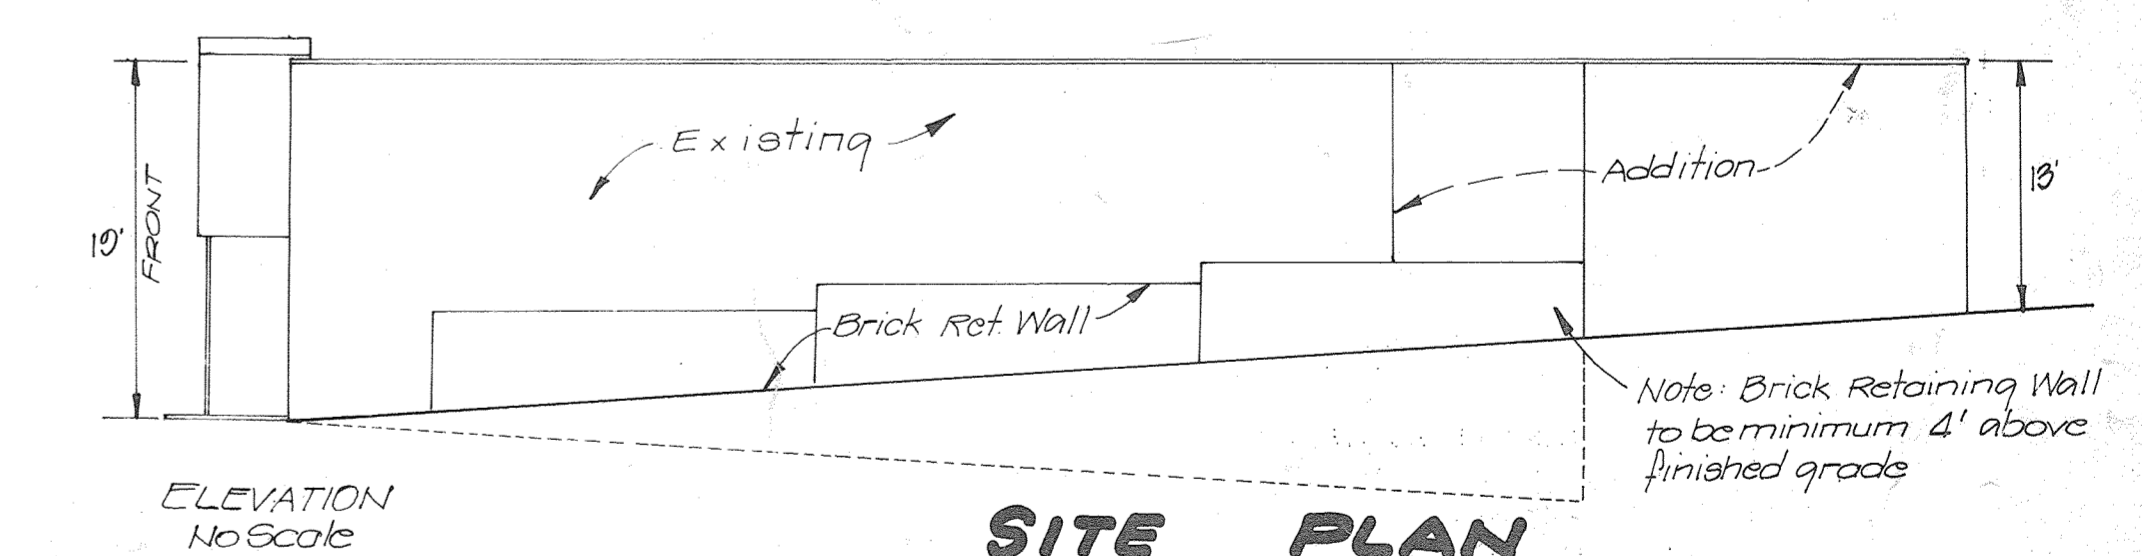 Existing
Addition
13'
19'
FRONT
Brick Ret. Wall
Note: Brick Retaining Wall
to be minimum 4' above
finished grade
ELEVATION
No Scale
SITE PLAN